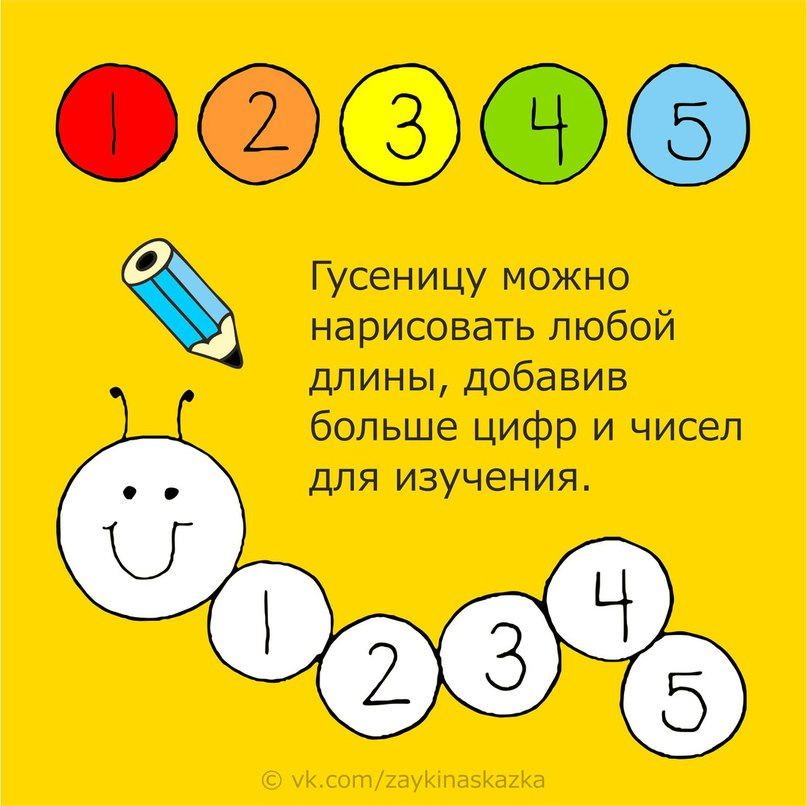 1 2 3 4 5
Гусеницу можно
нарисовать любой
длины, добавив
больше цифр и чисел
для изучения.
1 2 3 4 5
© vk.com/zaykinaskazka